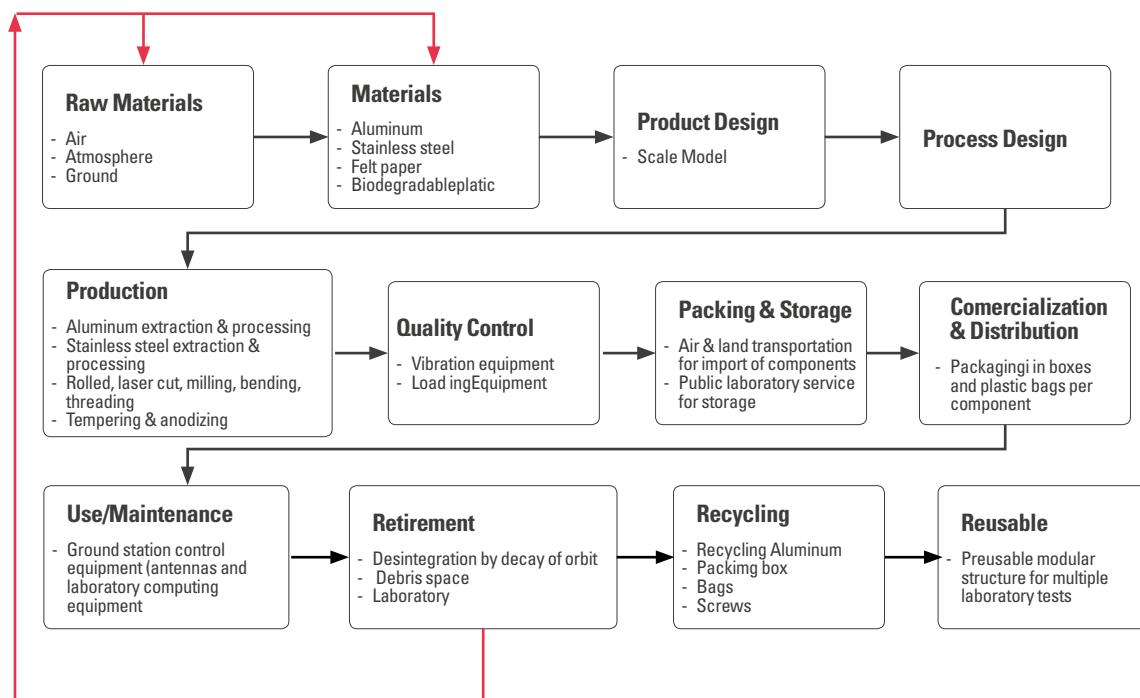 Raw Materials
- Air
- Atmosphere
- Ground
Materials
- Aluminum
- Stainless steel
- Felt paper
- Biodegradableplatic
Product Design
- Scale Model
Process Design
Production
- Aluminum extraction & processing
- Stainless steel extraction &
processing
- Rolled, laser cut, milling, bending,
threading
- Tempering & anodizing
Quality Control
- Vibration equipment
- Load ingEquipment
Packing & Storage
- Air & land transportation
for import of components
- Public laboratory service
for storage
Comercialization
& Distribution
- Packagingi in boxes
and plastic bags per
component
Use/Maintenance
- Ground station control
equipment (antennas and
laboratory computing
equipment
Retirement
- Desintegration by decay of orbit
- Debris space
- Laboratory
Recycling
- Recycling Aluminum
- Packimg box
- Bags
- Screws
Reusable
- Preusable modular
structure for multiple
laboratory tests